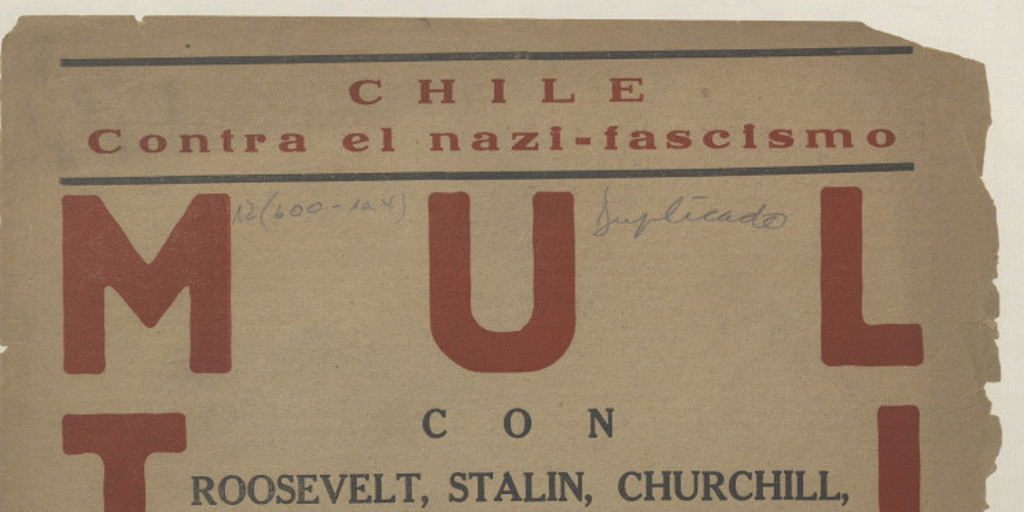 CHILE
Contra el nazi-fascismo
M U L
Duplicado
CON
T I
ROOSEVELT, STALIN, CHURCHILL,